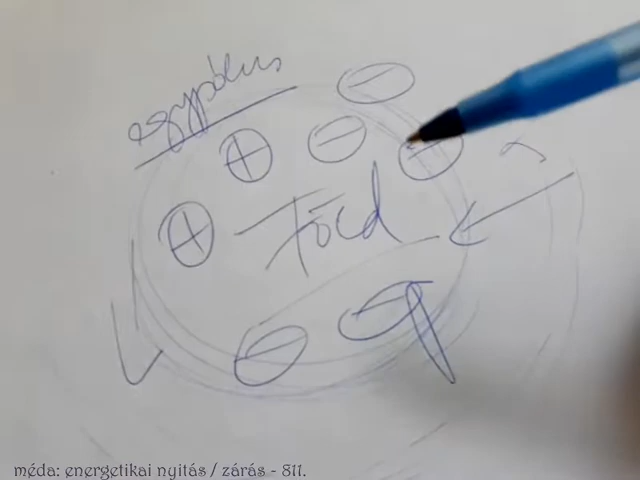 egypólus
Föld
méda: energetikai nyitás / zárás - 811.